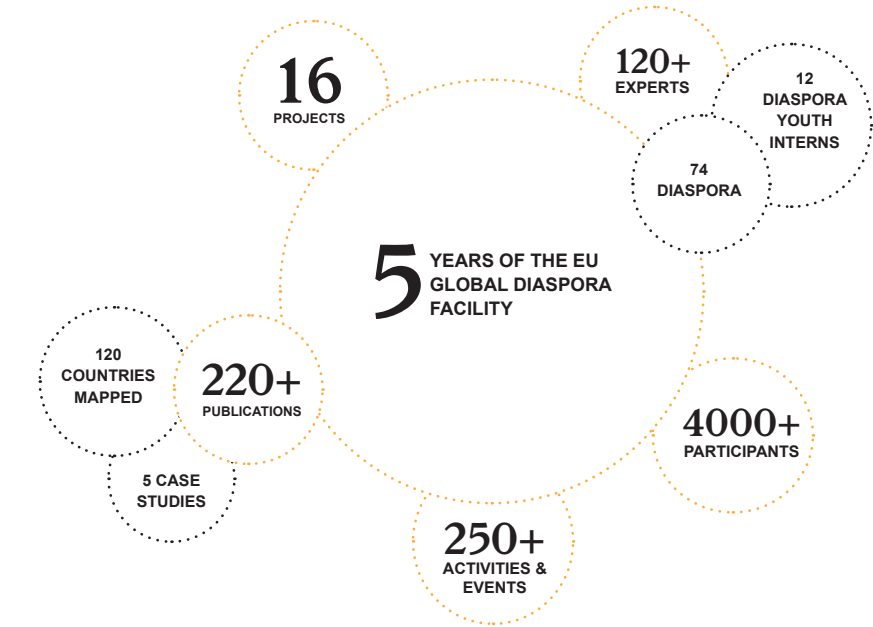 16
PROJECTS
120+
EXPERTS
12
DIASPORA
YOUTH
INTERNS
74
DIASPORA
5
YEARS OF THE EU
GLOBAL DIASPORA
FACILITY
120
COUNTRIES
MAPPED
220+
PUBLICATIONS
5 CASE
STUDIES
4000+
PARTICIPANTS
250+
ACTIVITIES &
EVENTS